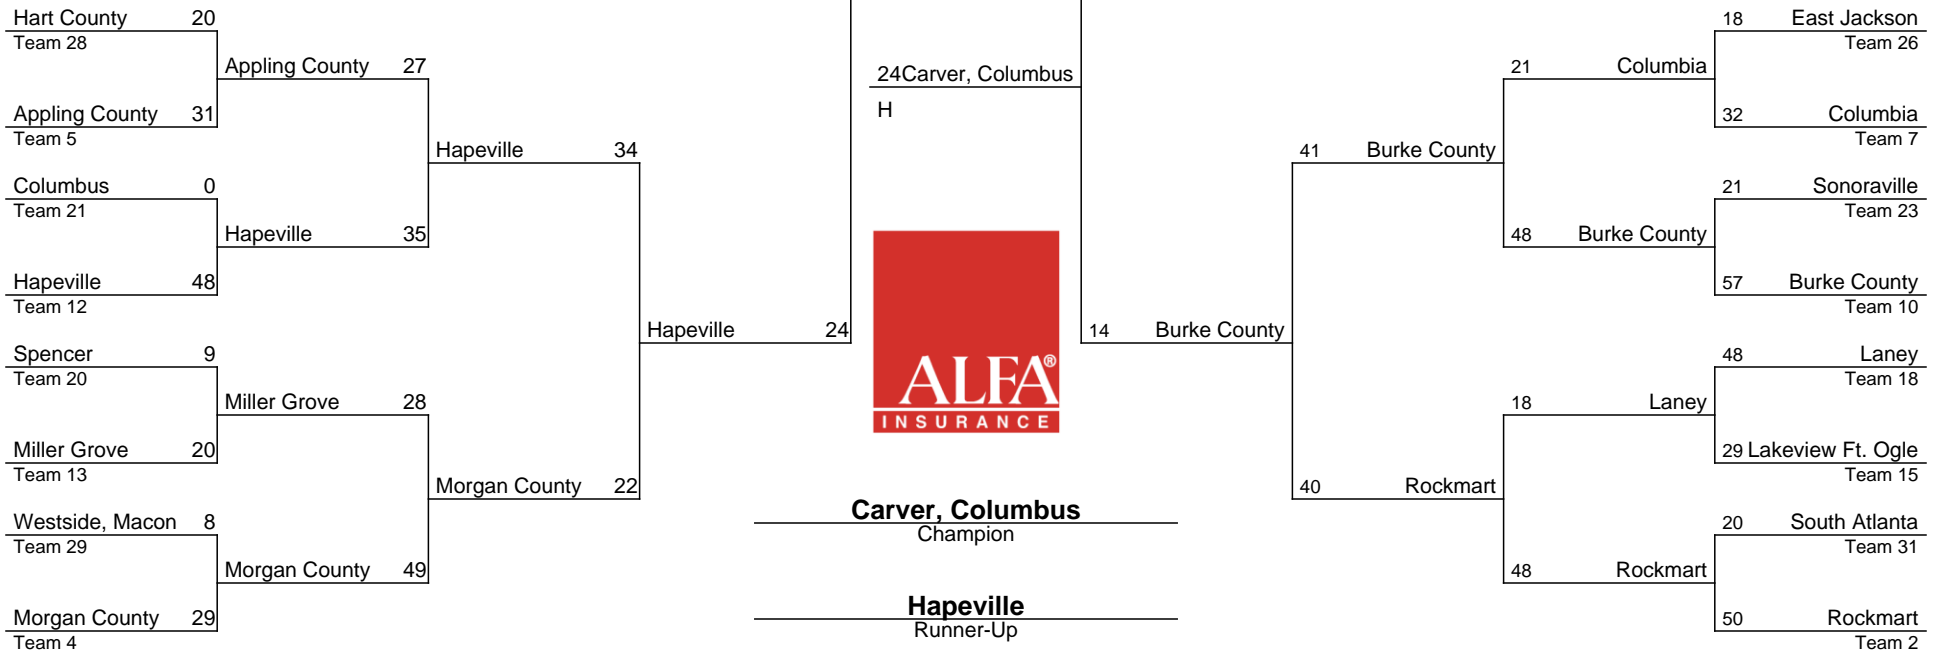 Hart County 20
Team 28
Appling County 27
Appling County 31
Team 5
Hapeville 34
Columbus 0
Team 21
Hapeville 35
Hapeville 48
Team 12
Hapeville 24
Spencer 9
Team 20
Miller Grove 28
Miller Grove 20
Team 13
Morgan County 22
Westside, Macon 8
Team 29
Morgan County 49
Morgan County 29
Team 4
24Carver, Columbus
H
ALFA®
INSURANCE
Carver, Columbus
Champion
Hapeville
Runner-Up
18 East Jackson
Team 26
21 Columbia
32 Columbia
Team 7
41 Burke County
21 Sonoraville
Team 23
48 Burke County
57 Burke County
Team 10
14 Burke County
48 Laney
Team 18
18 Laney
29 Lakeview Ft. Ogle
Team 15
40 Rockmart
20 South Atlanta
Team 31
48 Rockmart
50 Rockmart
Team 2